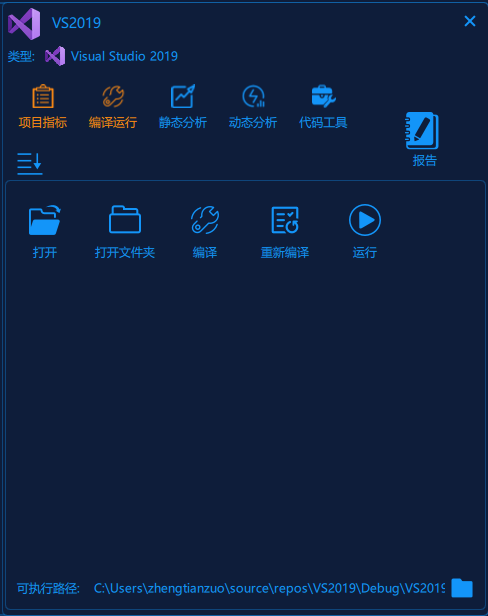 VS2019
类型: Visual Studio 2019
项目指标 编译运行 静态分析 动态分析 代码工具
报告
打开 打开文件夹 编译 重新编译 运行
可执行路径: C:\Users\zhengtianzuo\source\repos\VS2019\Debug\VS2019